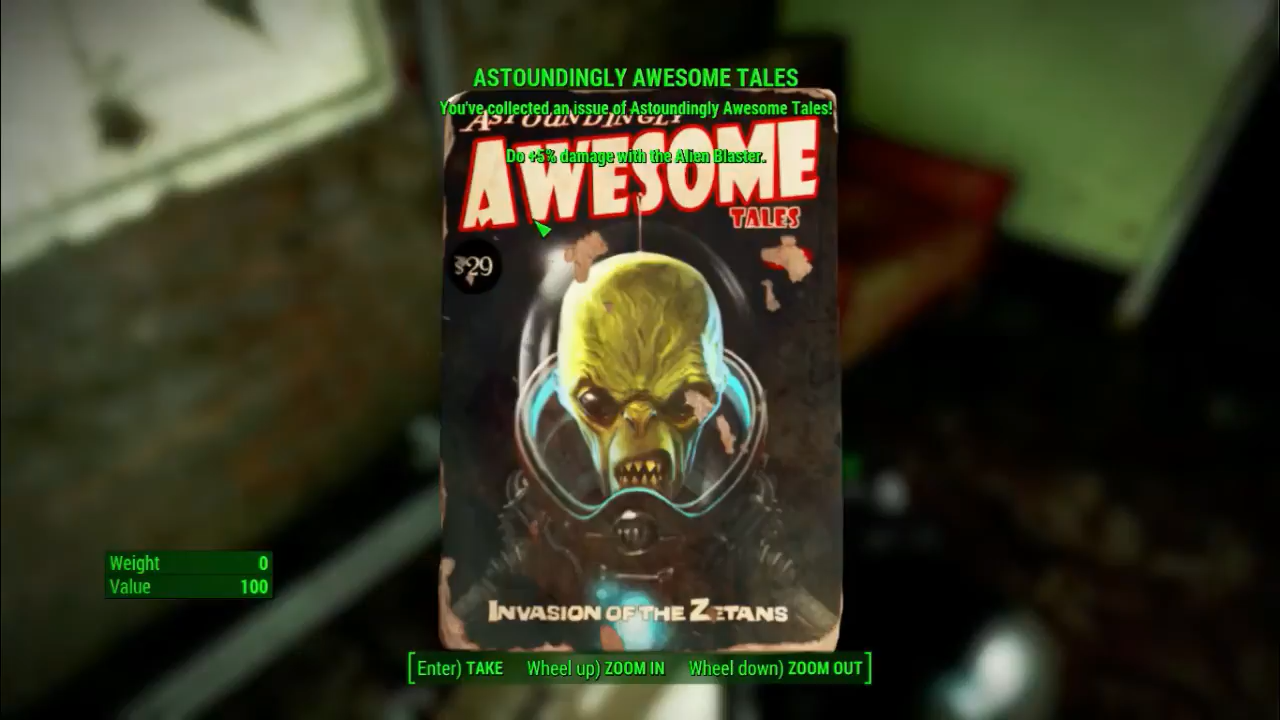 ASTOUNDINGLY AWESOME TALES
You've collected an issue of Astoundingly Awesome Tales!
ASTOUNDINGLY
Do +5% damage with the Alien Blaster.
AWESOME
TALES
$29
Weight 0
Value 100
INVASION OF THE ZETANS
[Enter) TAKE Wheel up) ZOOM IN Wheel down) ZOOM OUT]